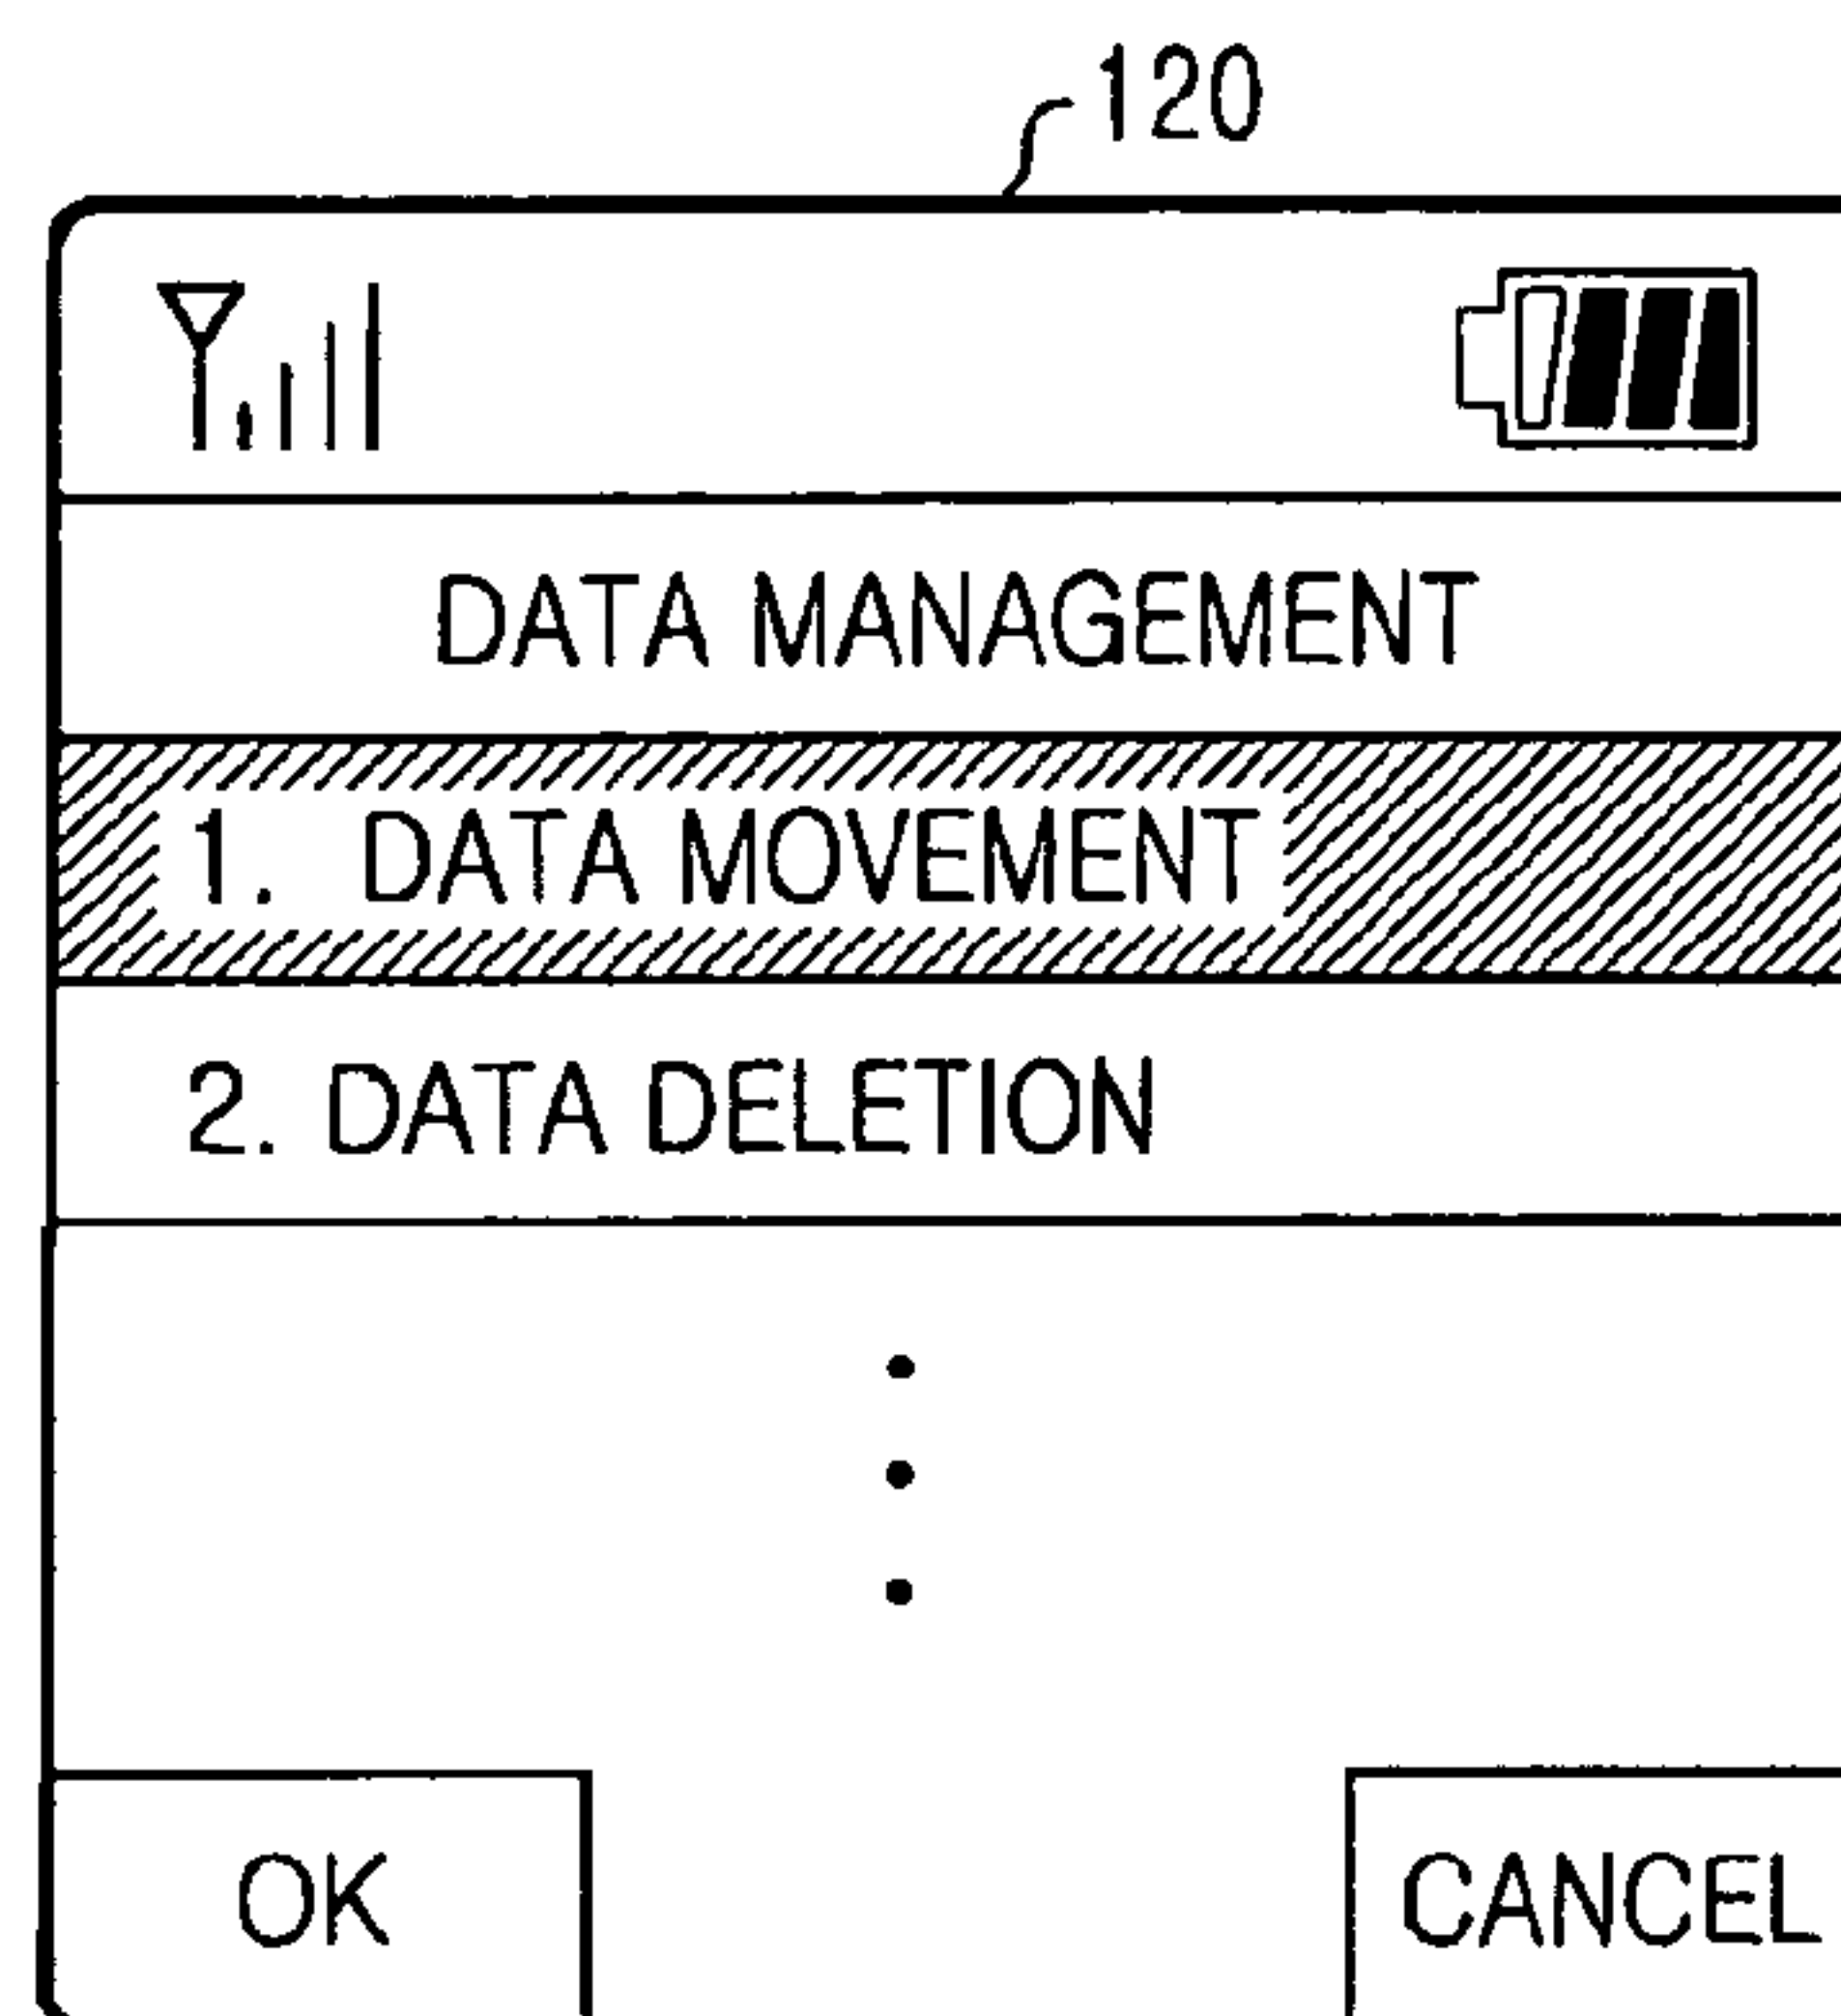 120
DATA MANAGEMENT
1. DATA MOVEMENT
2. DATA DELETION
OK
CANCEL